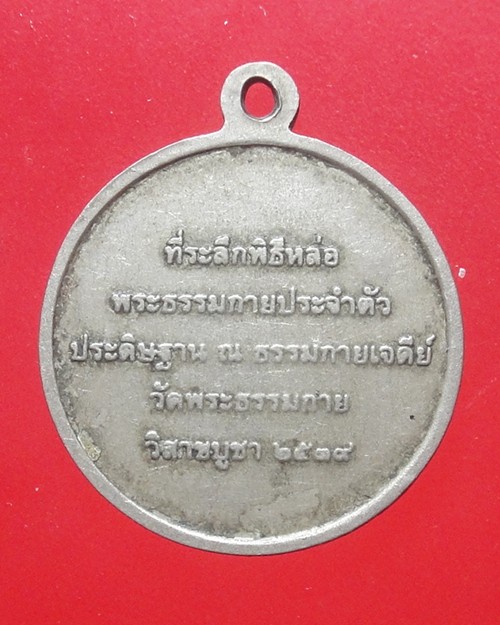 ที่ระลึกพิธีหล่อ
พระธรรมกายประจำตัว
ประดิษฐาน ณ ธรรมกายเจดีย์
วัดพระธรรมกาย
วิสาขบูชา ๒๕๓๙